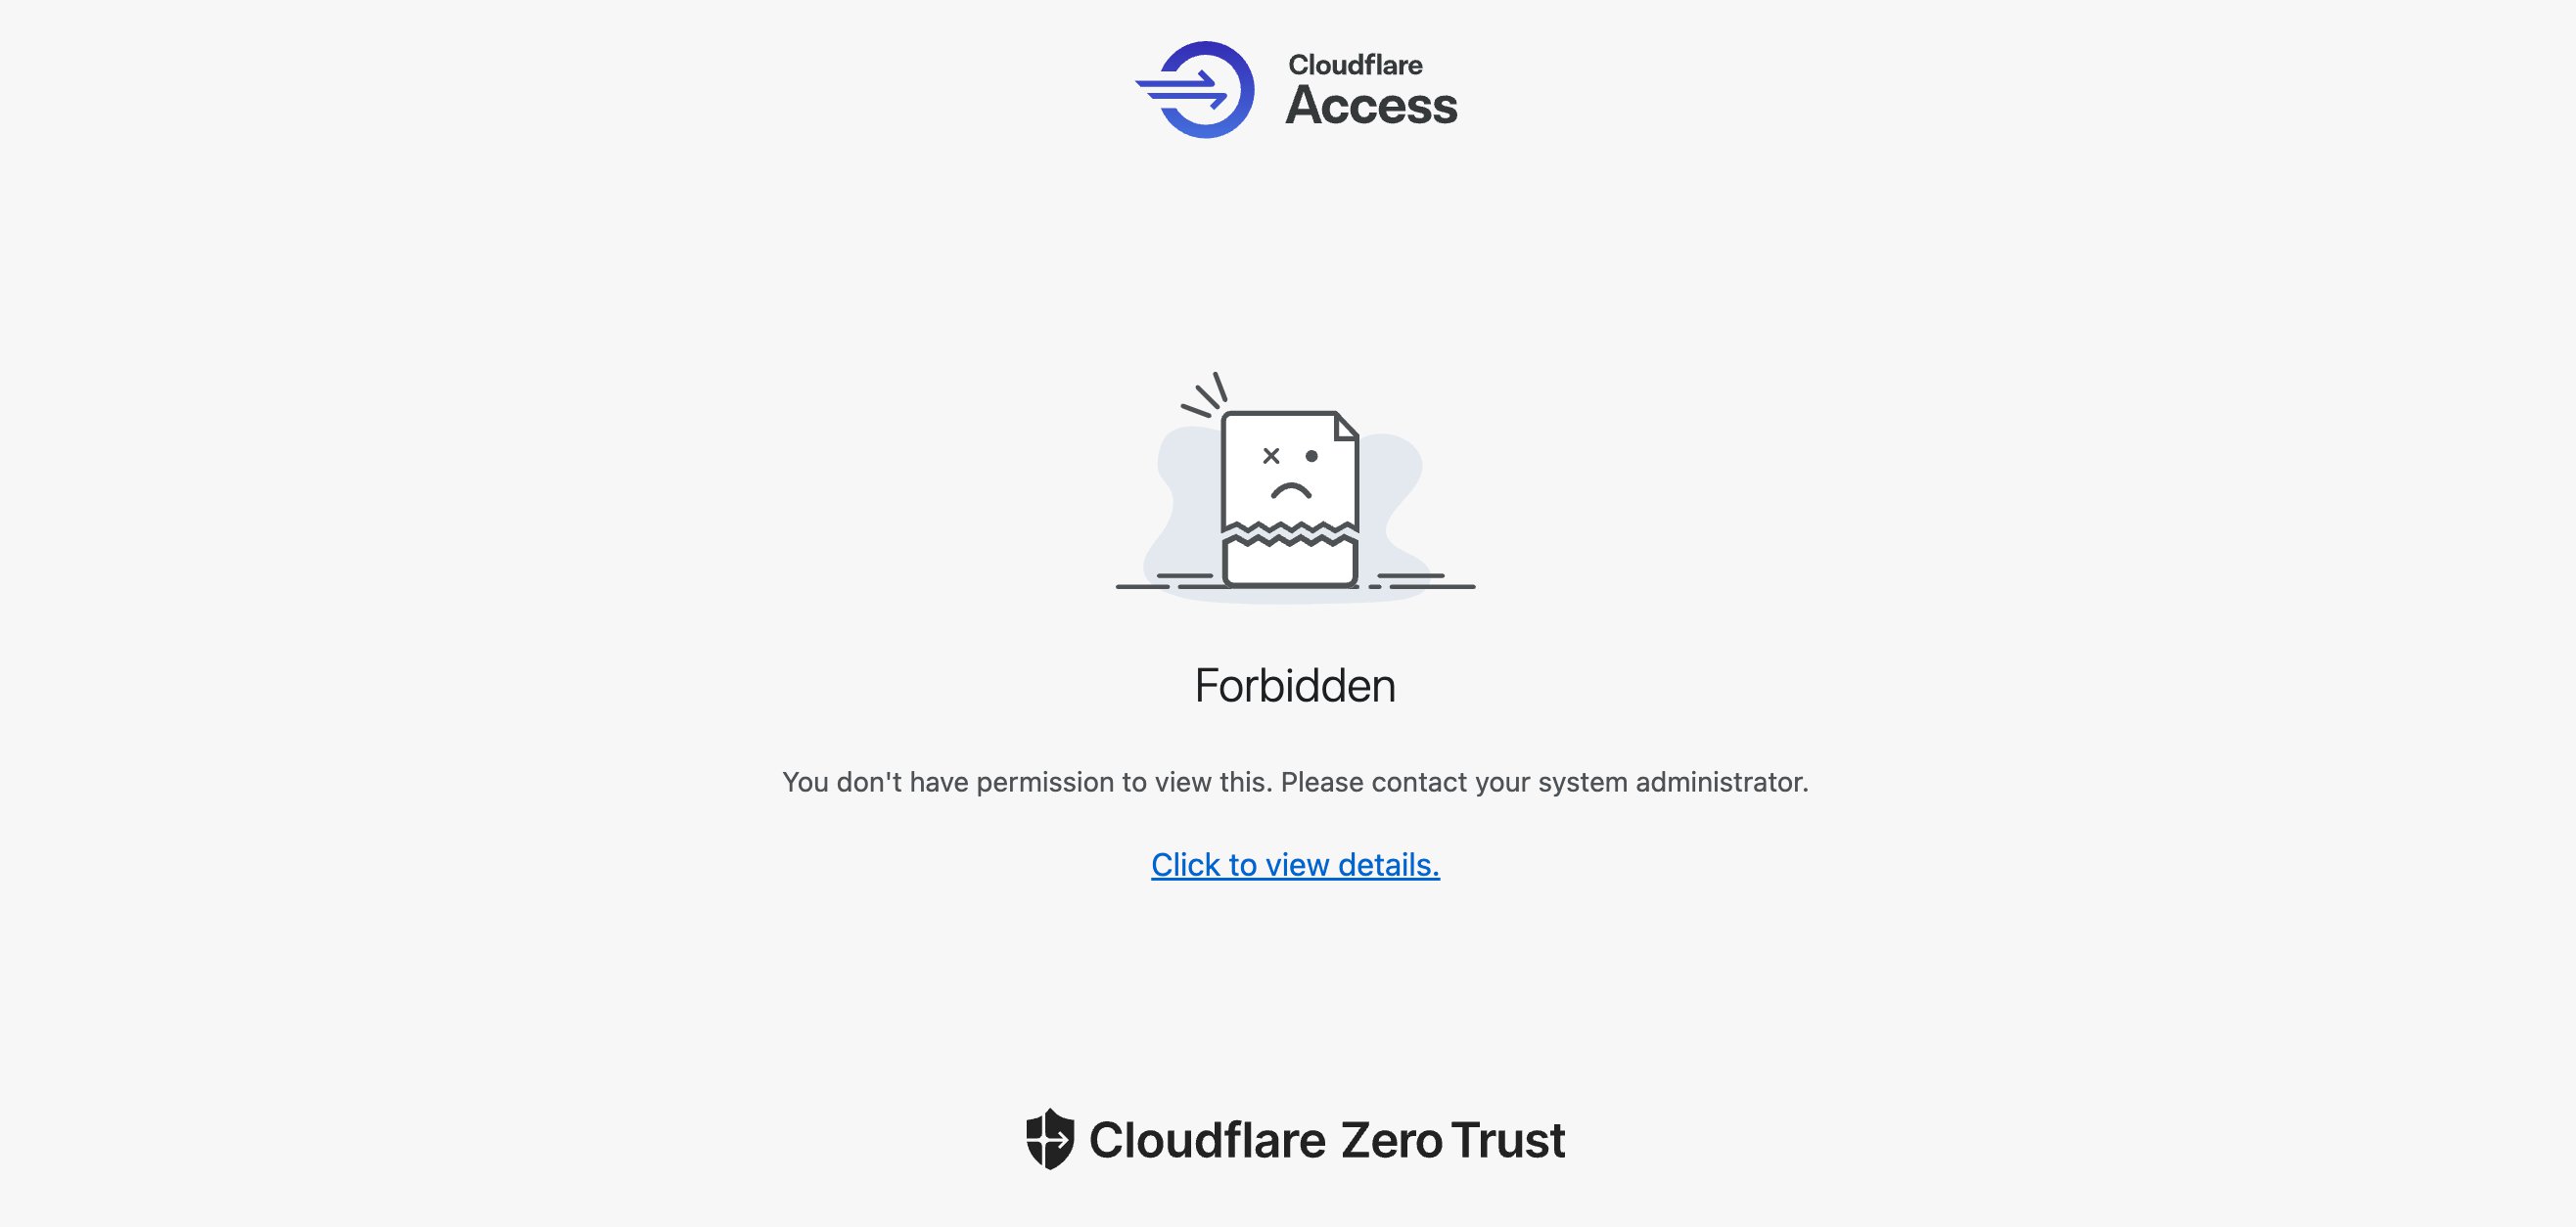 Cloudflare
Access
Forbidden
You don't have permission to view this. Please contact your system administrator.
Click to view details.
Cloudflare Zero Trust